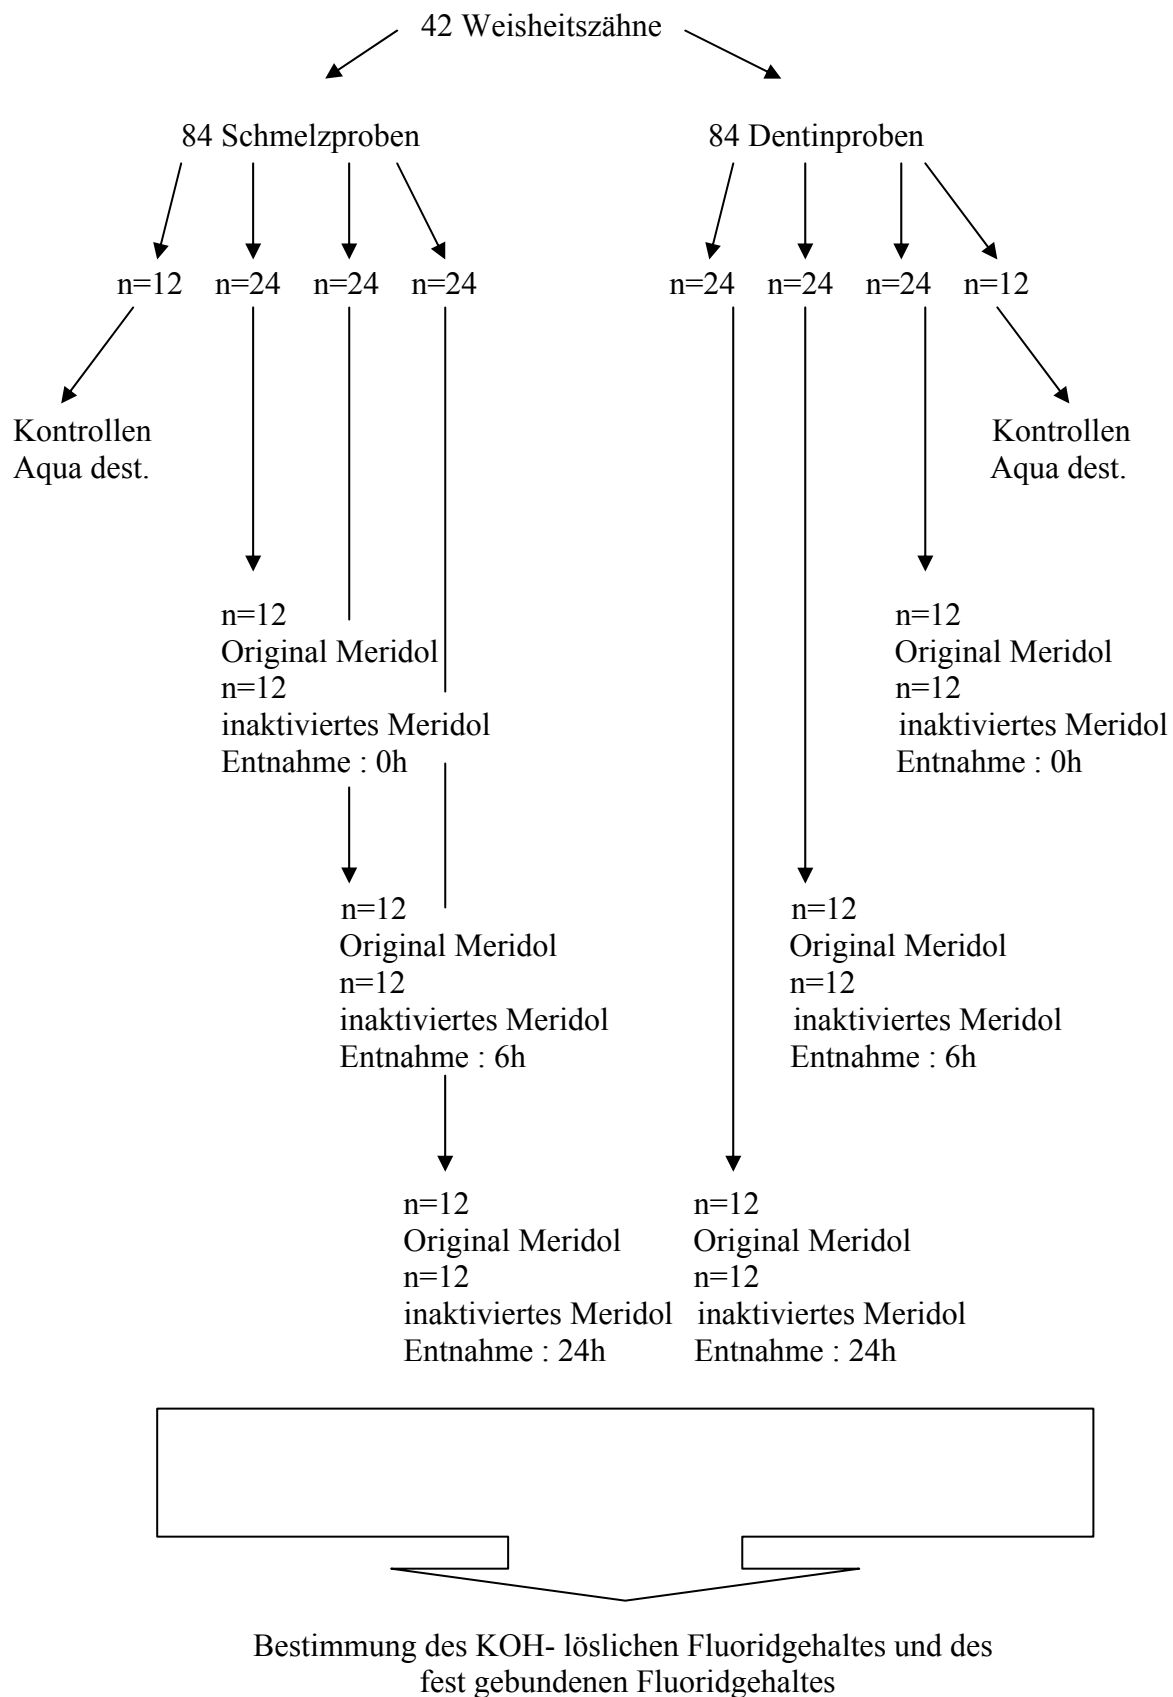 42 Weisheitszähne
84 Schmelzproben
84 Dentinproben
n=12 n=24 n=24 n=24
n=24 n=24 n=24 n=12
Kontrollen
Aqua dest.
Kontrollen
Aqua dest.
n=12
Original Meridol
n=12
inaktiviertes Meridol
Entnahme : 0h
n=12
Original Meridol
n=12
inaktiviertes Meridol
Entnahme : 0h
n=12
Original Meridol
n=12
inaktiviertes Meridol
Entnahme : 6h
n=12
Original Meridol
n=12
inaktiviertes Meridol
Entnahme : 6h
n=12
Original Meridol
n=12
inaktiviertes Meridol
Entnahme : 24h
n=12
Original Meridol
n=12
inaktiviertes Meridol
Entnahme : 24h
Bestimmung des KOH- löslichen Fluoridgehaltes und des
fest gebundenen Fluoridgehaltes